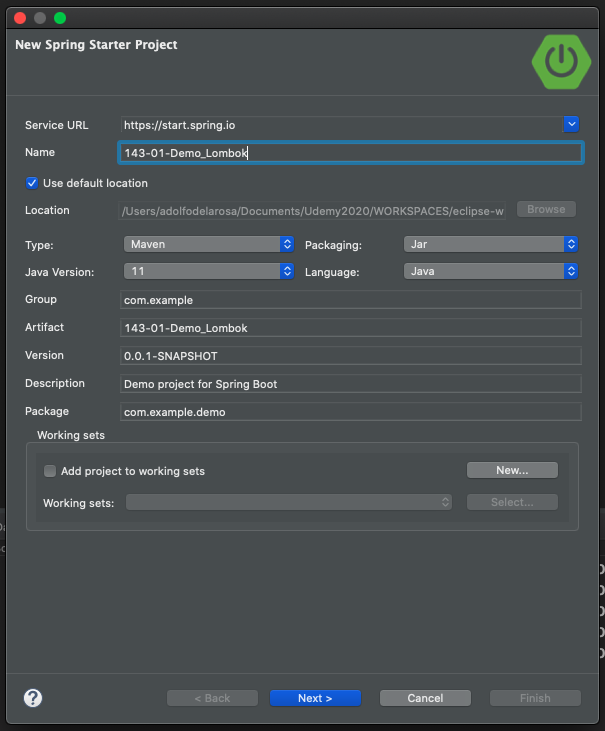 New Spring Starter Project
Service URL https://start.spring.io
Name 143-01-Demo_Lombok
Use default location
Location /Users/adolfodelarosa/Documents/Udemy2020/WORKSPACES/eclipse-w Browse
Type: Maven Packaging: Jar
Java Version: 11 Language: Java
Group com.example
Artifact 143-01-Demo_Lombok
Version 0.0.1-SNAPSHOT
Description Demo project for Spring Boot
Package com.example.demo
Working sets
Add project to working sets New...
Working sets: Select...
? < Back Next > Cancel Finish